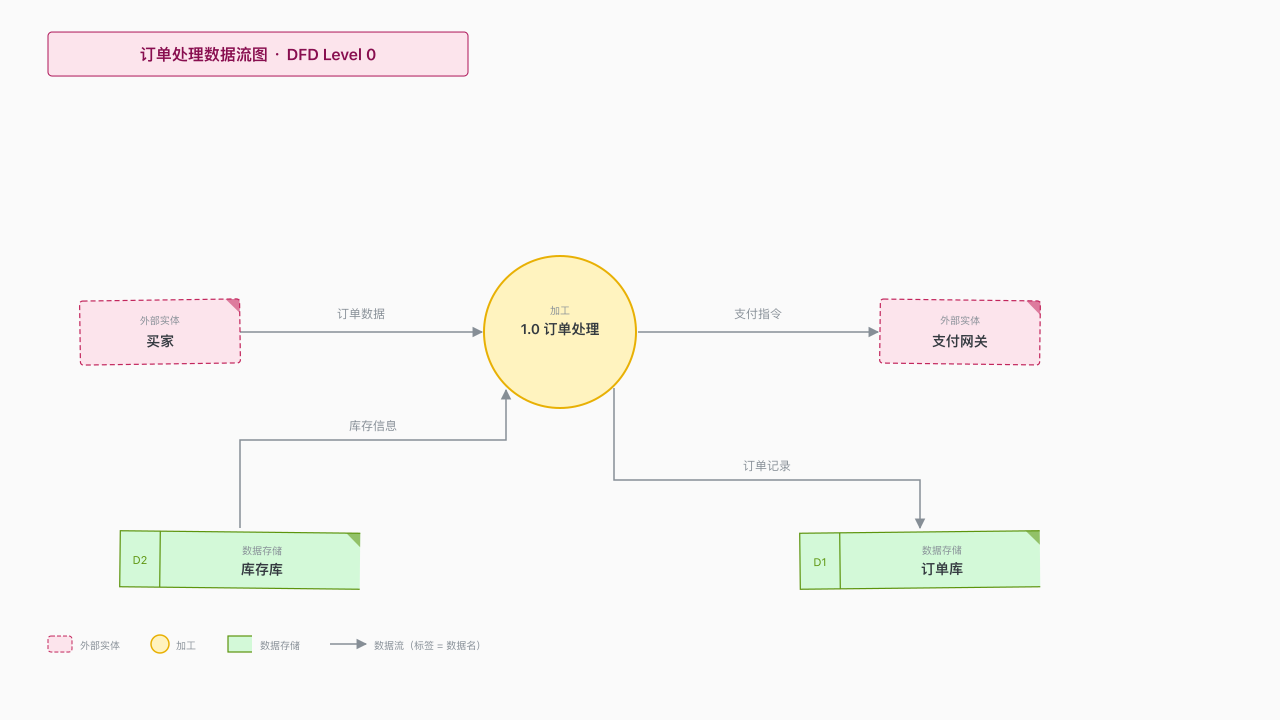 订单处理数据流图 · DFD Level 0
外部实体
买家
订单数据
加工
1.0 订单处理
支付指令
外部实体
支付网关
库存信息
订单记录
D2
数据存储
库存库
D1
数据存储
订单库
外部实体
加工
数据存储
数据流（标签 = 数据名）